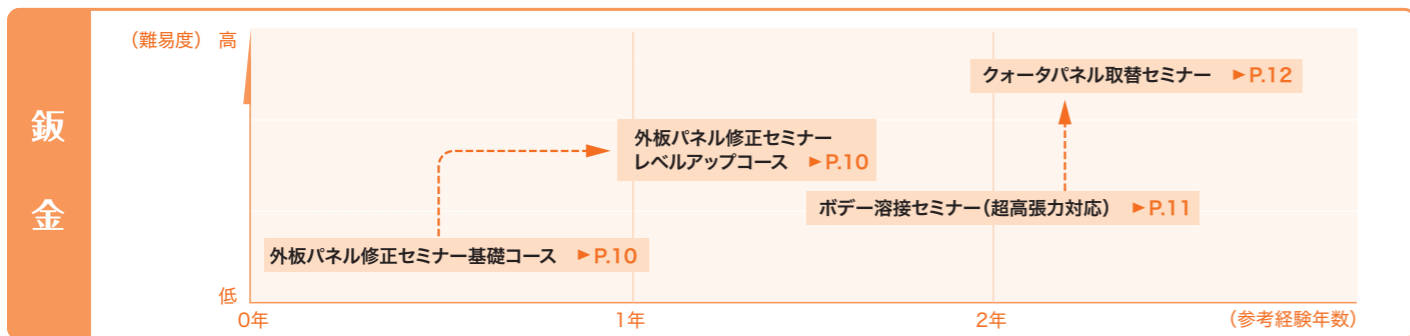 鈑金
(難易度) 高
クォータパネル取替セミナー ►P.12
外板パネル修正セミナー
レベルアップコース ►P.10
ボデー溶接セミナー(超高張力対応) ►P.11
外板パネル修正セミナー基礎コース ►P.10
低
0年 1年 2年 (参考経験年数)